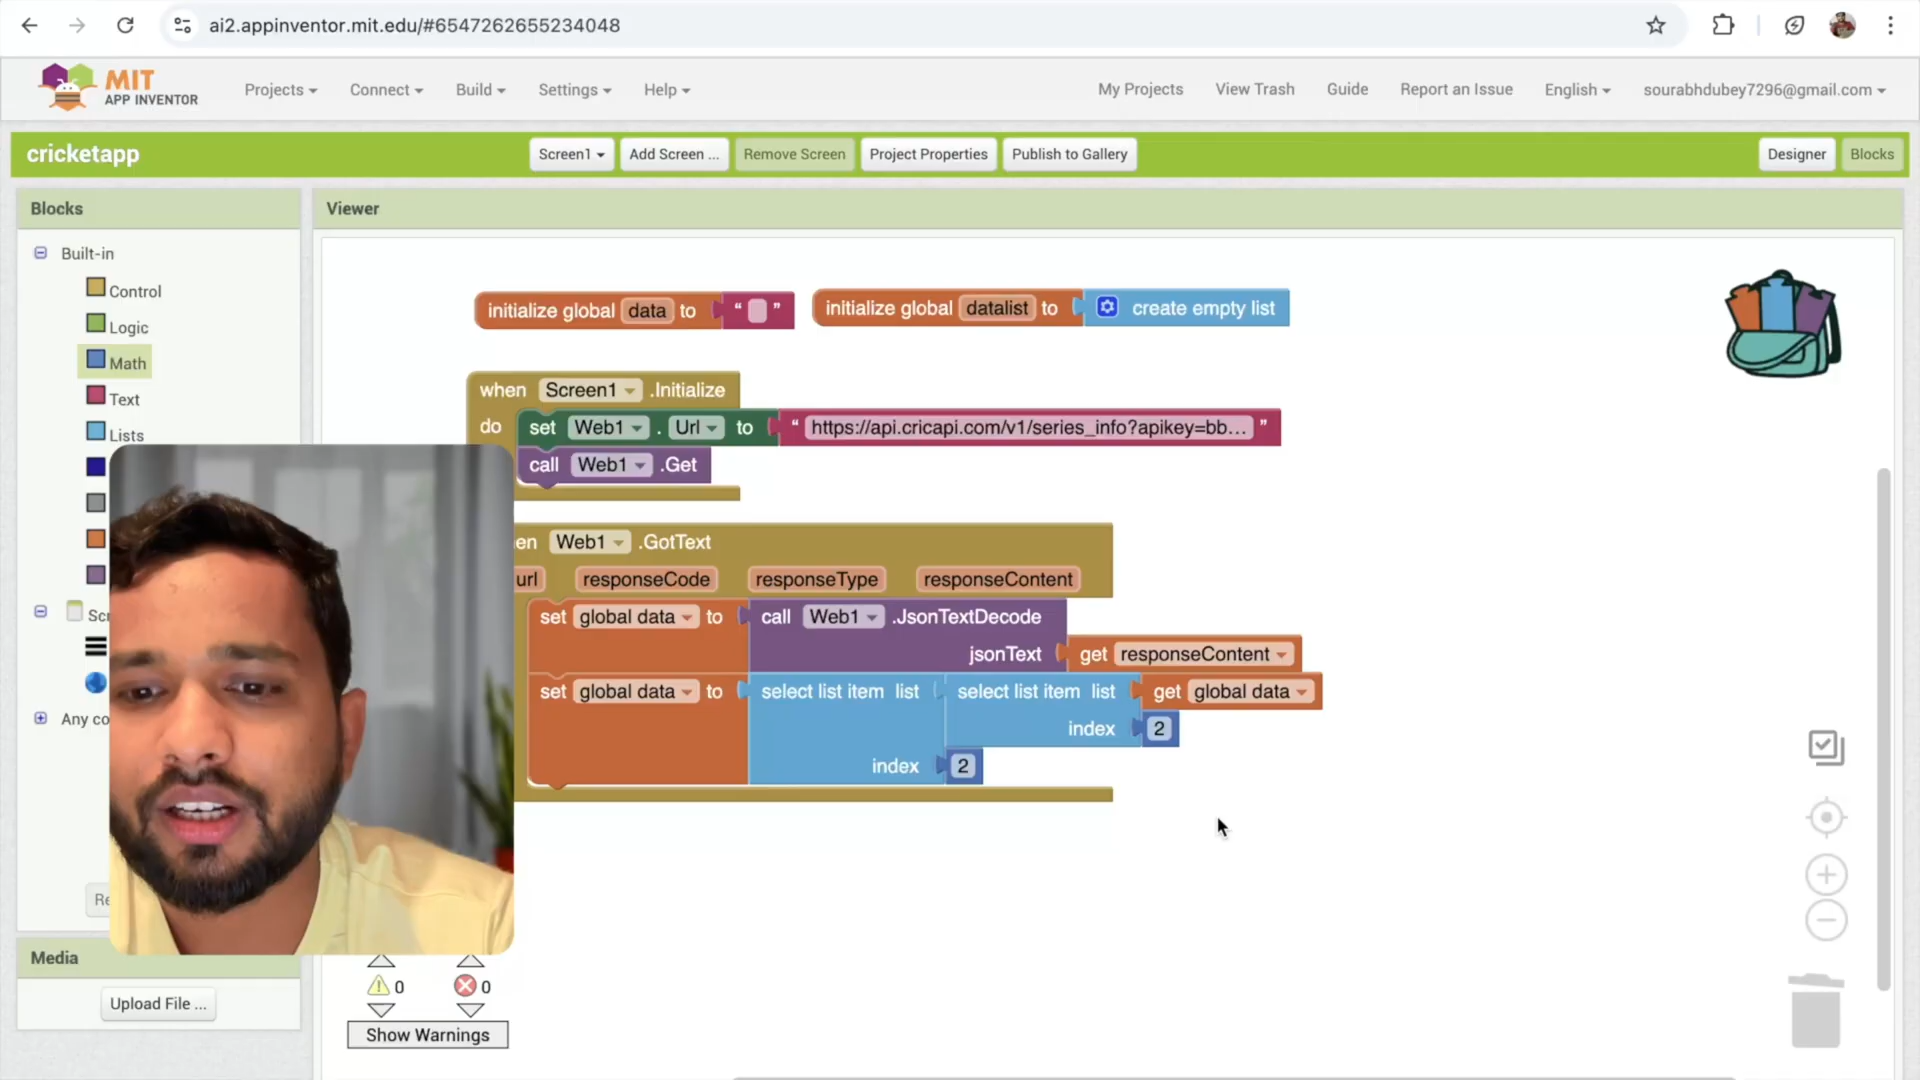 ai2.appinventor.mit.edu/#6547262655234048
MIT
APP INVENTOR
Projects Connect Build Settings Help My Projects View Trash Guide Report an Issue English sourabhdubey7296@gmail.com
cricketapp Screen1 Add Screen ... Remove Screen Project Properties Publish to Gallery Designer Blocks
Blocks Viewer
Built-in
Control
Logic
Math
Text
Lists
Scr
Any co
Re
Media
Upload File ...
initialize global data to “ ”
initialize global datalist to create empty list
when Screen1 .Initialize
do set Web1 . Url to “ https://api.cricapi.com/v1/series_info?apikey=bb... ”
call Web1 .Get
en Web1 .GotText
url responseCode responseType responseContent
set global data to call Web1 .JsonTextDecode
jsonText get responseContent
set global data to select list item list select list item list get global data
index 2
index 2
0 0
Show Warnings